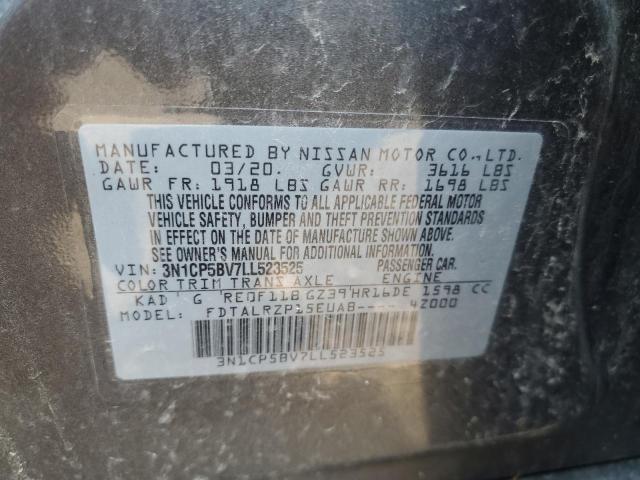 MANUFACTURED BY NISSAN MOTOR CO.,LTD.
DATE: 03/20. GVWR: 3616 LBS
GAWR FR: 1918 LBS GAWR RR: 1698 LBS
THIS VEHICLE CONFORMS TO ALL APPLICABLE FEDERAL MOTOR
VEHICLE SAFETY, BUMPER AND THEFT PREVENTION STANDARDS
IN EFFECT ON THE DATE OF MANUFACTURE SHOWN ABOVE.
SEE OWNER'S MANUAL FOR ADDITIONAL INFORMATION.
VIN: 3N1CP5BV7LL523525 PASSENGER CAR.
COLOR TRIM TRANS AXLE ENGINE
KAD G RE0F11B GZ39 HR16DE 1598 CC
MODEL: FDTALRZP15EUAB---- 42000
3N1CP5BV7LL523525